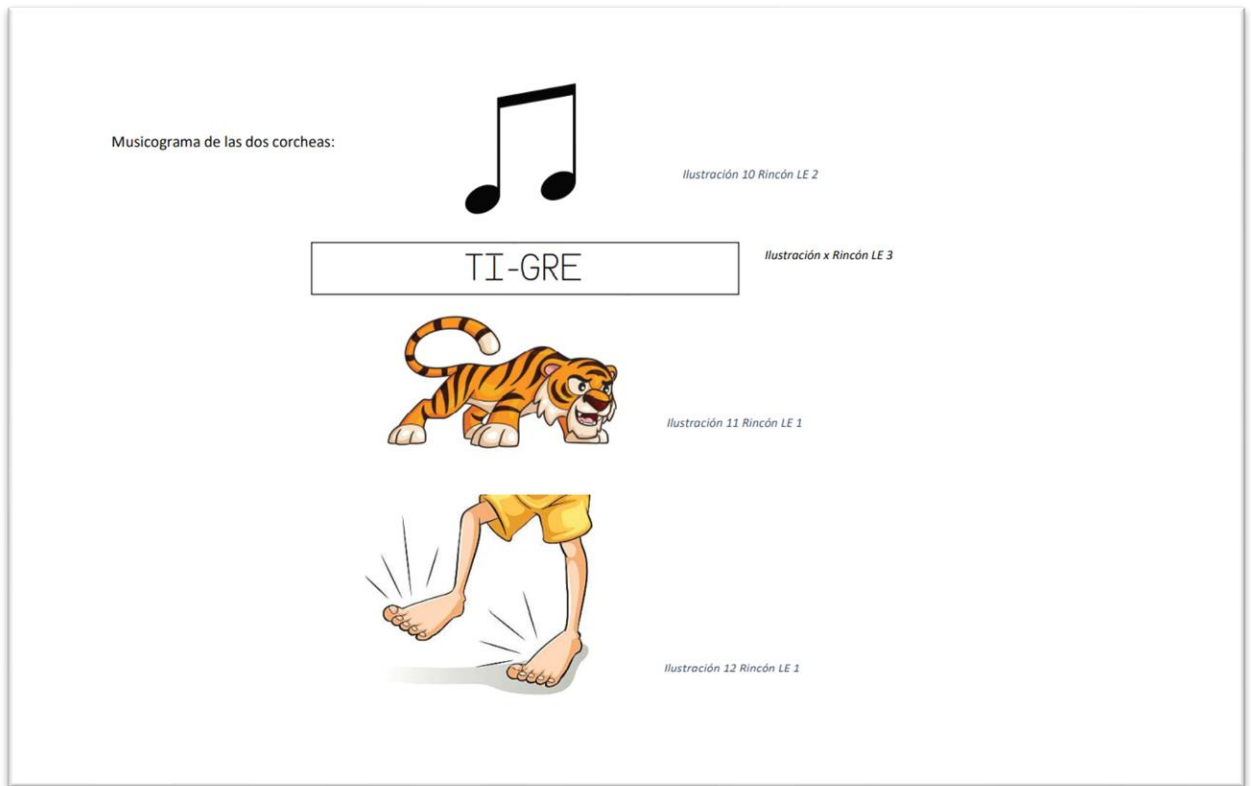 Musicograma de las dos corcheas:
Ilustración 10 Rincón LE 2
TI-GRE
Ilustración x Rincón LE 3
Ilustración 11 Rincón LE 1
Ilustración 12 Rincón LE 1